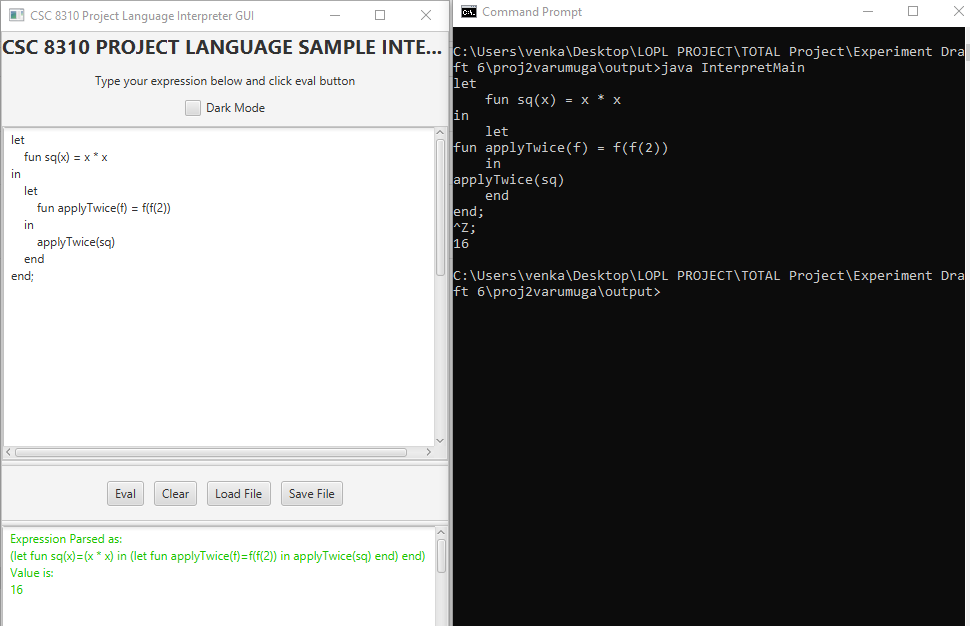 CSC 8310 Project Language Interpreter GUI
CSC 8310 PROJECT LANGUAGE SAMPLE INTE...
Type your expression below and click eval button
Dark Mode
let
    fun sq(x) = x * x
in
    let
        fun applyTwice(f) = f(f(2))
    in
        applyTwice(sq)
    end
end;
Eval
Clear
Load File
Save File
Expression Parsed as:
(let fun sq(x)=(x * x) in (let fun applyTwice(f)=f(f(2)) in applyTwice(sq) end) end)
Value is:
16
Command Prompt
C:\Users\venka\Desktop\LOPL PROJECT\TOTAL Project\Experiment Dra
ft 6\proj2varumuga\output>java InterpretMain
let
    fun sq(x) = x * x
in
    let
fun applyTwice(f) = f(f(2))
    in
applyTwice(sq)
    end
end;
^Z;
16
C:\Users\venka\Desktop\LOPL PROJECT\TOTAL Project\Experiment Dra
ft 6\proj2varumuga\output>